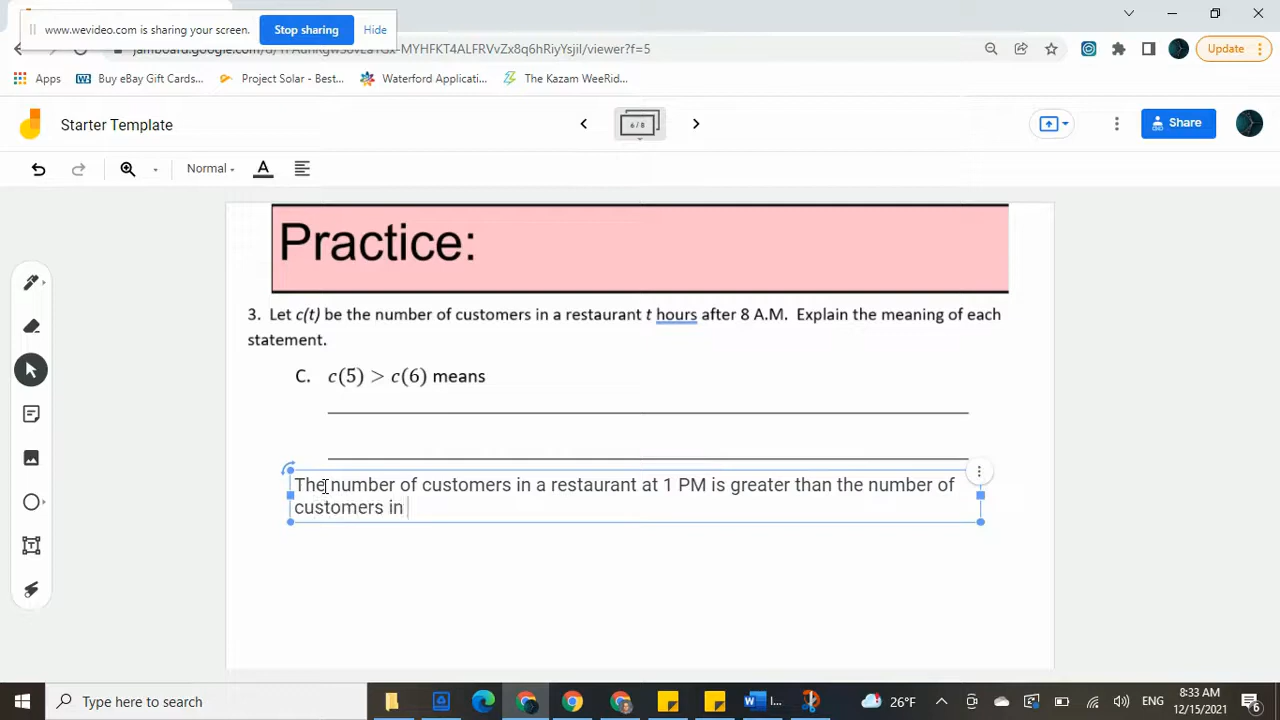 www.wevideo.com is sharing your screen. Stop sharing Hide
Apps Buy eBay Gift Cards... Project Solar - Best... Waterford Applicati... The Kazam WeeRid...
Update
Starter Template
6 / 8
Share
Normal
Practice:
3. Let c(t) be the number of customers in a restaurant t hours after 8 A.M. Explain the meaning of each
statement.
C. c(5) > c(6) means
The number of customers in a restaurant at 1 PM is greater than the number of
customers in
Type here to search
26°F
ENG
8:33 AM
12/15/2021
6